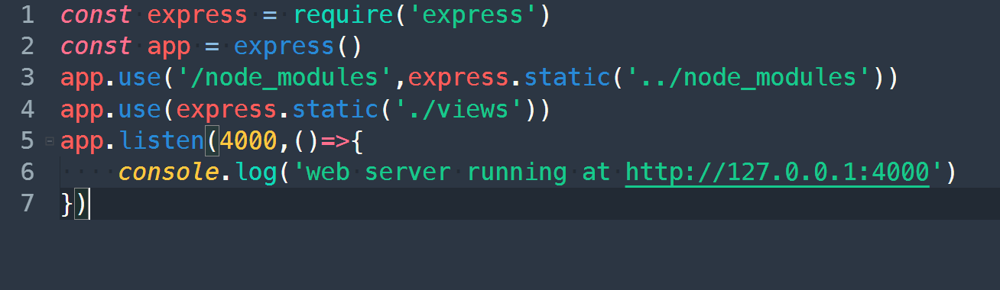 1 const express = require('express')
2 const app = express()
3 app.use('/node_modules',express.static('../node_modules'))
4 app.use(express.static('./views'))
5 app.listen(4000,()=>{
6     console.log('web server running at http://127.0.0.1:4000')
7 })